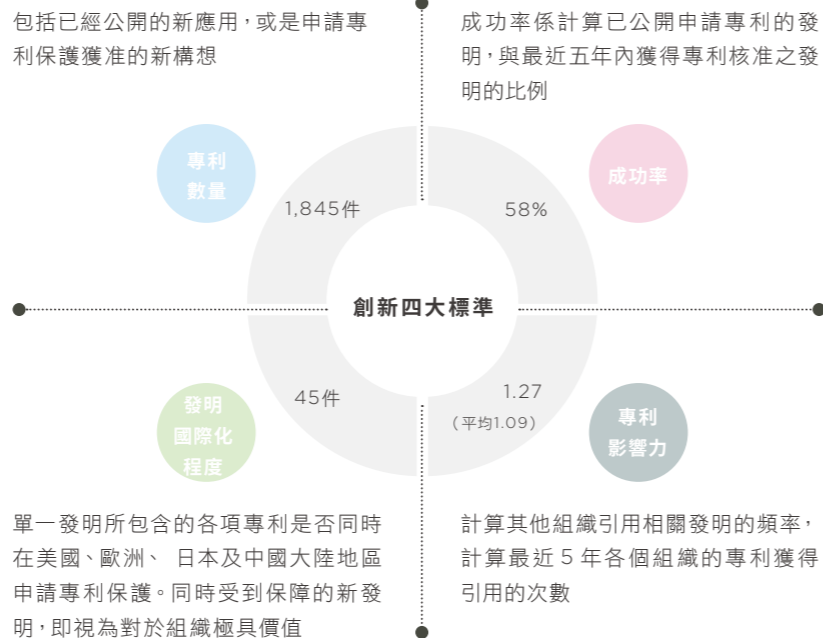 包括已經公開的新應用，或是申請專
利保護獲准的新構想
成功率係計算已公開申請專利的發
明，與最近五年內獲得專利核准之發
明的比例
專利
數量
1,845件
58%
成功率
創新四大標準
發明
國際化
程度
45件
1.27
（平均1.09）
專利
影響力
單一發明所包含的各項專利是否同時
在美國、歐洲、 日本及中國大陸地區
申請專利保護。同時受到保障的新發
明，即視為對於組織極具價值
計算其他組織引用相關發明的頻率，
計算最近 5 年各個組織的專利獲得
引用的次數